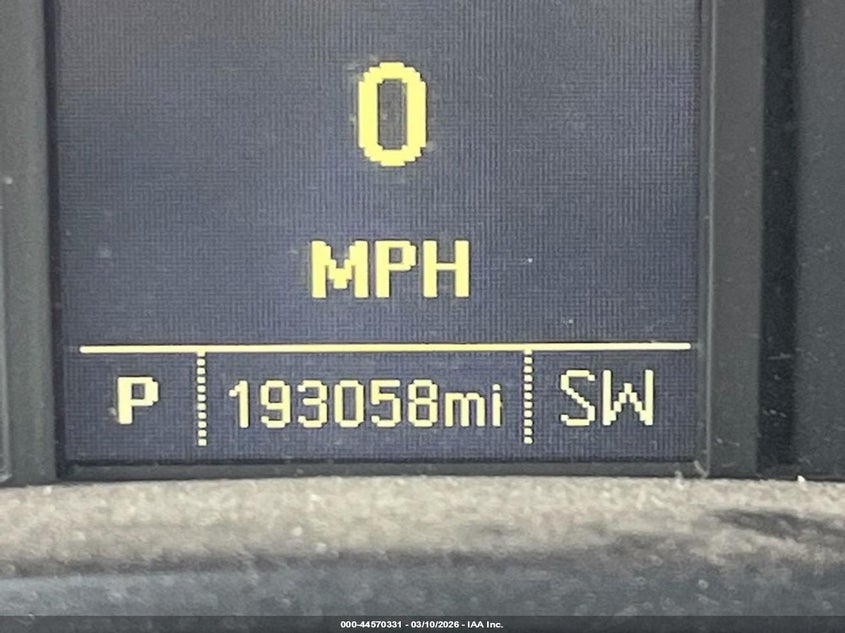 0
MPH
P 193058mi SW
000-44570331 - 03/10/2026 - IAA Inc.